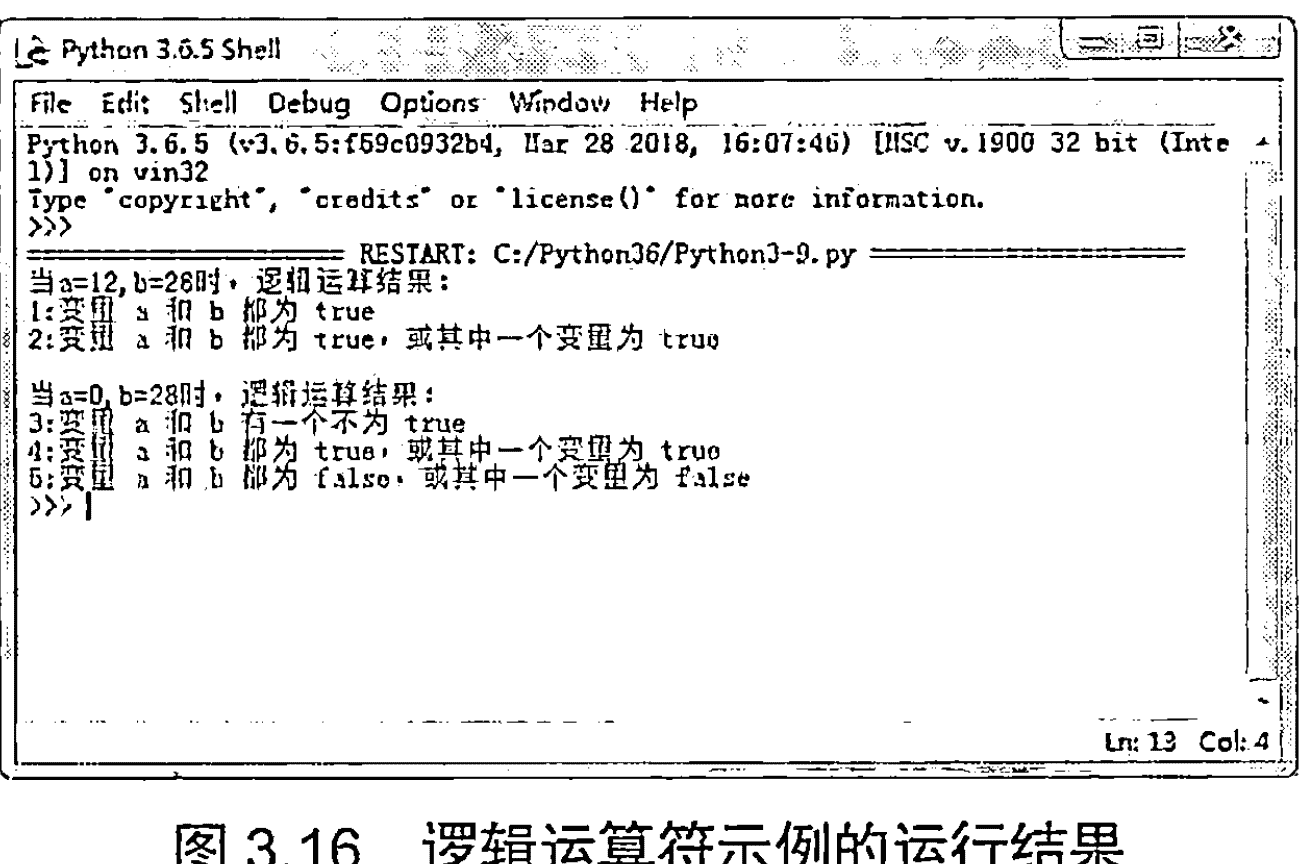 Python 3.6.5 Shell
File Edit Shell Debug Options Window Help
Python 3.6.5 (v3.6.5:f59c0932b4, Mar 28 2018, 16:07:46) [MSC v.1900 32 bit (Inte
l)] on win32
Type "copyright", "credits" or "license()" for more information.
>>>
=================== RESTART: C:/Python36/Python3-9.py ===================
当a=12,b=28时，逻辑运算结果：
1:变量 a 和 b 都为 true
2:变量 a 和 b 都为 true，或其中一个变量为 true
当a=0,b=28时，逻辑运算结果：
3:变量 a 和 b 有一个不为 true
4:变量 a 和 b 都为 true，或其中一个变量为 true
5:变量 a 和 b 都为 false，或其中一个变量为 false
>>>
Ln: 13 Col: 4
图 3.16 逻辑运算符示例的运行结果